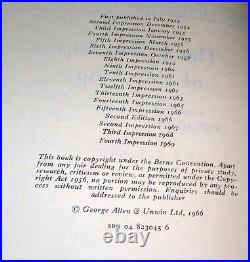 First published in July 1954
Second Impression December 1954
Third Impression January 1955
Fourth Impression November 1955
Fifth Impression March 1956
Sixth Impression December 1956
Seventh Impression October 1957
Eighth Impression 1959
Ninth Impression 1960
Tenth Impression 1961
Eleventh Impression 1961
Twelfth Impression 1962
Thirteenth Impression 1963
Fourteenth Impression
Fifteenth Impression
Second Edition 1966
Second Impression 1967
Third Impression 1968
Fourth Impression 1969
This book is copyright under the Berne Convention. Apart
from any fair dealing for the purposes of private study,
research, criticism or review, as permitted under the Copy-
right Act 1956, no portion may be reproduced by any pro-
cess without written permission. Enquiries should be
addressed to the publisher
© George Allen & Unwin Ltd, 1966
SBN 04 823045 6